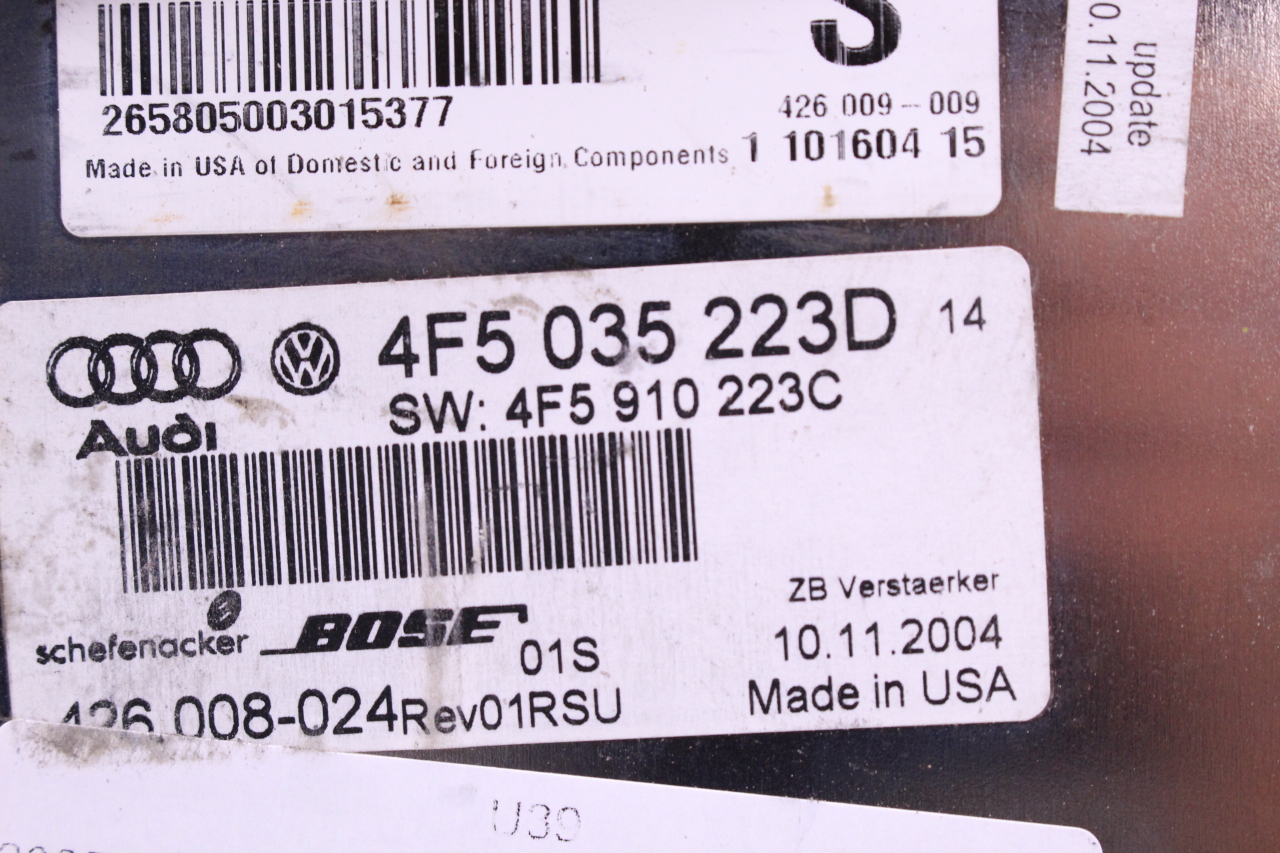 S
265805003015377
426 009-009
Made in USA of Domestic and Foreign Components 1 101604 15
update
0.11.2004
4F5 035 223D 14
SW: 4F5 910 223C
Audi
ZB Verstaerker
schefenacker BOSE 01S
10.11.2004
426 008-024Rev01RSU
Made in USA
U39